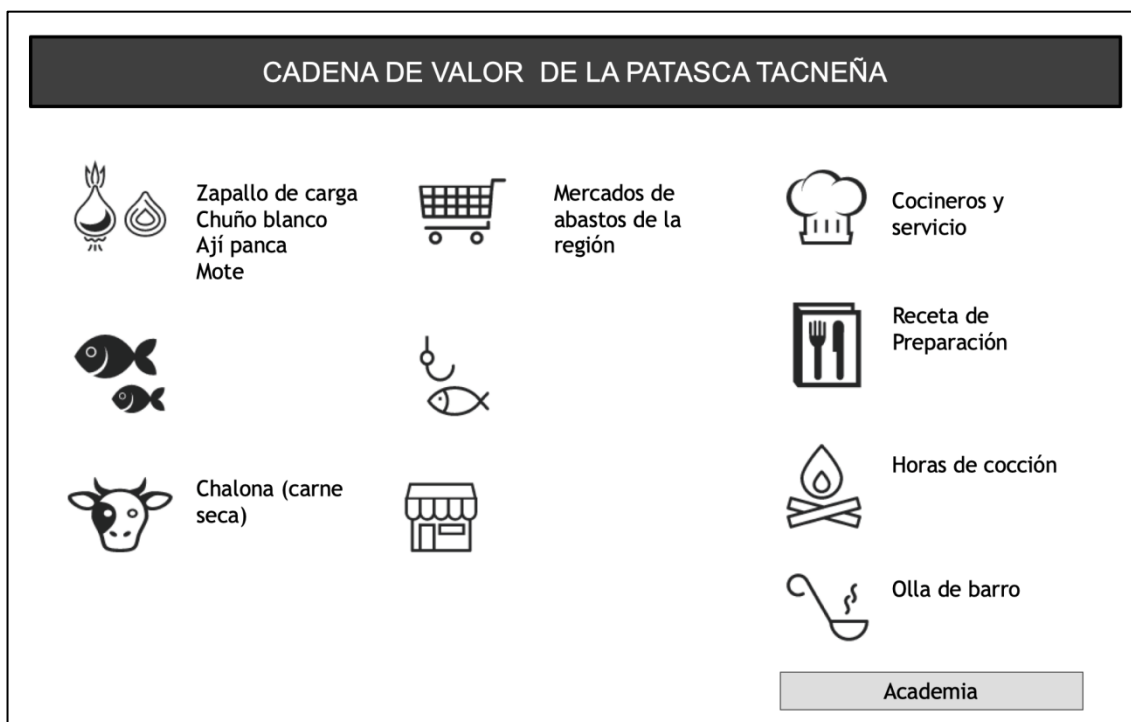 CADENA DE VALOR DE LA PATASCA TACNEÑA
Zapallo de carga
Chuño blanco
Ají panca
Mote
Mercados de
abastos de la
región
Cocineros y
servicio
Receta de
Preparación
Chalona (carne
seca)
Horas de cocción
Olla de barro
Academia